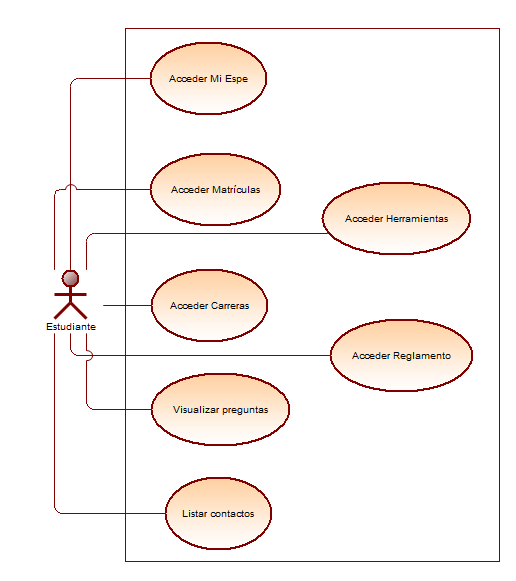 Acceder Mi Espe
Acceder Matrículas
Acceder Herramientas
Acceder Carreras
Estudiante
Acceder Reglamento
Visualizar preguntas
Listar contactos